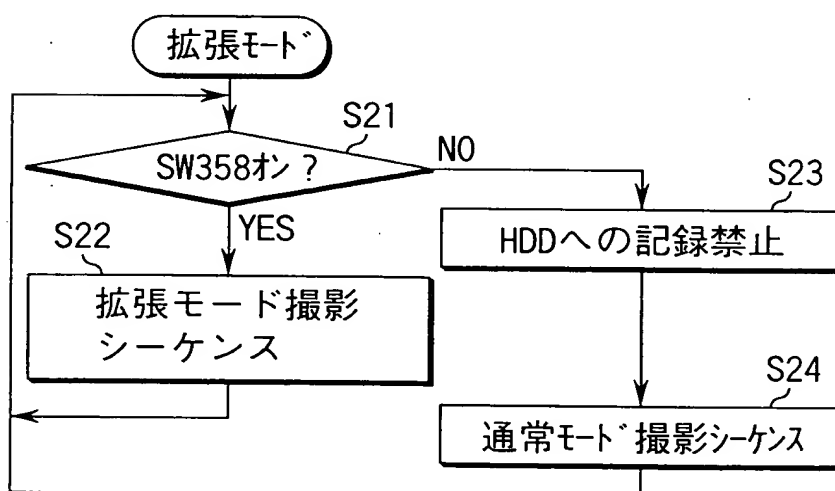 拡張ﾓｰﾄﾞ
S21
SW358ｵﾝ?
NO
YES
S22
拡張モード撮影
シーケンス
S23
HDDへの記録禁止
S24
通常ﾓｰﾄﾞ撮影ｼｰｹﾝｽ